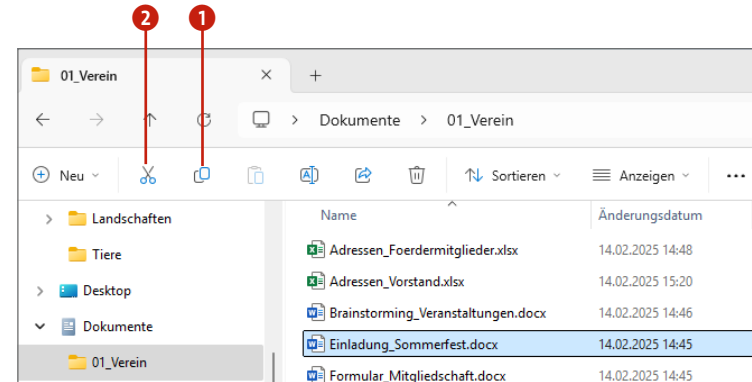 2 1
01_Verein
Dokumente > 01_Verein
Neu Sortieren Anzeigen
Landschaften
Tiere
Desktop
Dokumente
01_Verein
Name Änderungsdatum
Adressen_Foerdermitglieder.xlsx 14.02.2025 14:48
Adressen_Vorstand.xlsx 14.02.2025 15:20
Brainstorming_Veranstaltungen.docx 14.02.2025 14:46
Einladung_Sommerfest.docx 14.02.2025 14:45
Formular_Mitgliedschaft.docx 14.02.2025 14:45